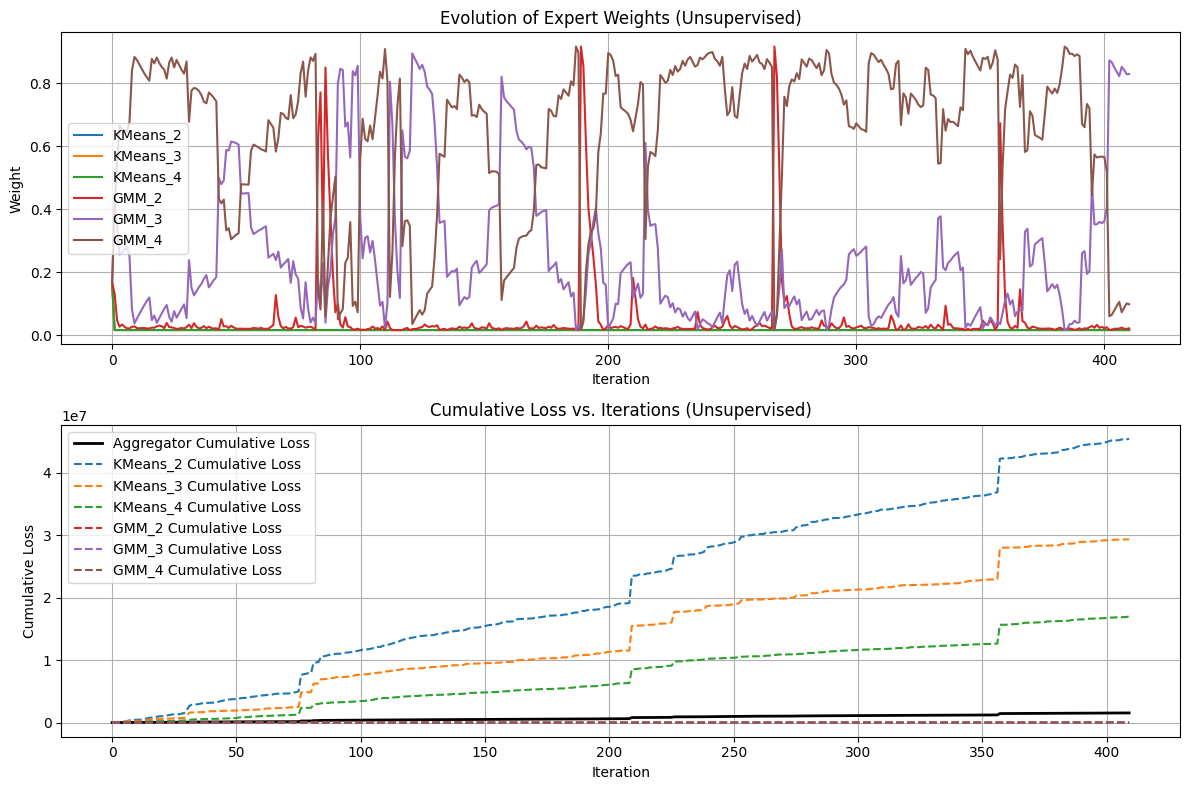 Evolution of Expert Weights (Unsupervised)
Weight
0.8
0.6
0.4
0.2
0.0
KMeans_2
KMeans_3
KMeans_4
GMM_2
GMM_3
GMM_4
0 100 200 300 400
Iteration
Cumulative Loss vs. Iterations (Unsupervised)
1e7
Cumulative Loss
4
3
2
1
0
Aggregator Cumulative Loss
KMeans_2 Cumulative Loss
KMeans_3 Cumulative Loss
KMeans_4 Cumulative Loss
GMM_2 Cumulative Loss
GMM_3 Cumulative Loss
GMM_4 Cumulative Loss
0 50 100 150 200 250 300 350 400
Iteration